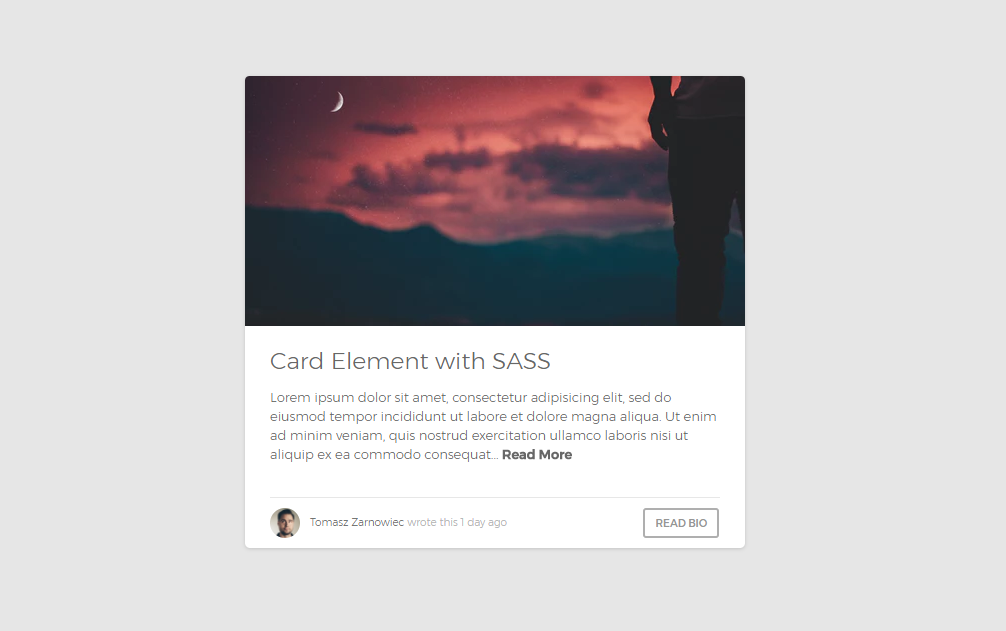 Card Element with SASS
Lorem ipsum dolor sit amet, consectetur adipisicing elit, sed do
eiusmod tempor incididunt ut labore et dolore magna aliqua. Ut enim
ad minim veniam, quis nostrud exercitation ullamco laboris nisi ut
aliquip ex ea commodo consequat... Read More
Tomasz Zarnowiec wrote this 1 day ago
READ BIO